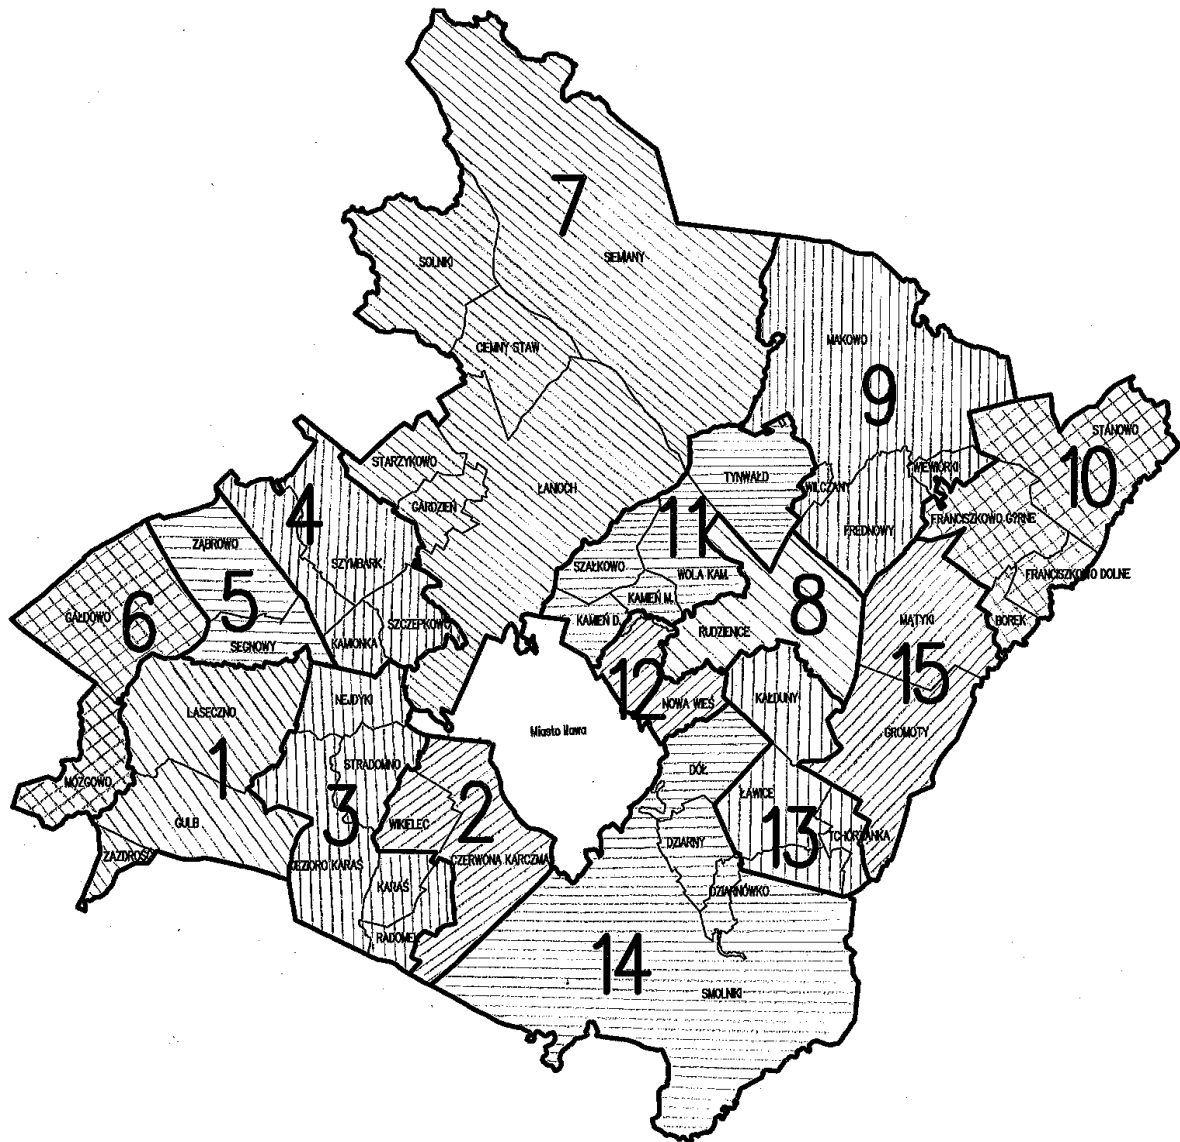 7
SOLNIKI
SIEMIANY
CIEMNY STAW
MAKOWO
9
STANOWO
10
STARZYKOWO
TYNWAŁD
WIEWIÓRKI
GARDZIEŃ
ŁANIOCH
WILCZANY
4
11
FREDNOWY
FRANCISZKOWO GÓRNE
ZĄBROWO
SZYMBARK
SZAŁKOWO
WOLA KAM.
FRANCISZKOWO DOLNE
5
6
GAŁDOWO
KAMIEŃ M.
8
SZCZEPKOWO
KAMIEŃ D.
MĄTYKI
BOREK
SEGNOWY
KAMIONKA
RUDZIENICE
15
12
NEJDYKI
NOWA WIEŚ
KAŁDUNY
LASECZNO
Miasto Iława
GROMOTY
1
STRADOMNO
DÓŁ
MÓZGOWO
ŁAWICE
3
2
GULB
WIKIELEC
13
TCHÓRZANKA
DZIARNY
ZAZDROŚĆ
JEZIORO KARAŚ
CZERWONA KARCZMA
KARAŚ
DZIARNÓWKO
RADOMEK
14
SMOLNIKI